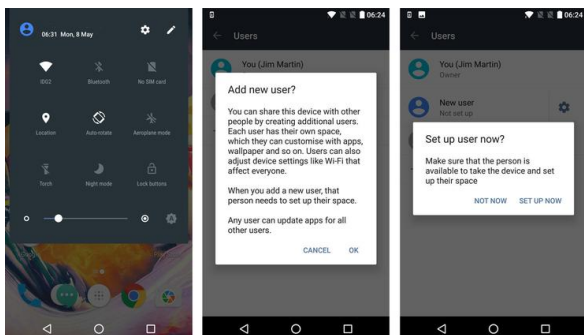 06:31 Mon, 8 May
IDG2
Bluetooth
No SIM card
Location
Auto-rotate
Aeroplane mode
Torch
Night mode
Lock buttons
06:24
Users
You (Jim Martin)
Add new user?
You can share this device with other
people by creating additional users.
Each user has their own space,
which they can customise with apps,
wallpaper and so on. Users can also
adjust device settings like Wi-Fi that
affect everyone.
When you add a new user, that
person needs to set up their space.
Any user can update apps for all
other users.
CANCEL OK
06:24
Users
You (Jim Martin)
Owner
New user
Not set up
Set up user now?
Make sure that the person is
available to take the device and set
up their space
NOT NOW SET UP NOW